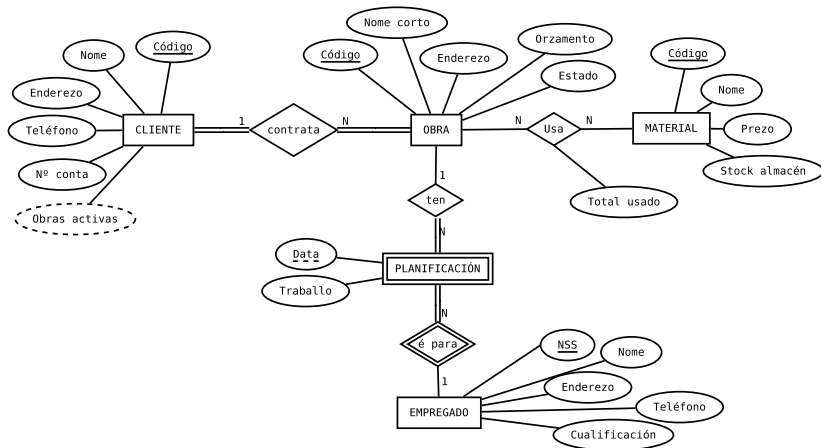 Nome corto
Orzamento
Código
Nome
Código
Código
Enderezo
Estado
Enderezo
Nome
Teléfono
CLIENTE
1
contrata
N
OBRA
N
Usa
N
MATERIAL
Prezo
Nº conta
Stock almacén
1
Obras activas
ten
Total usado
N
Data
PLANIFICACIÓN
Traballo
N
é para
NSS
Nome
1
Enderezo
EMPREGADO
Teléfono
Cualificación